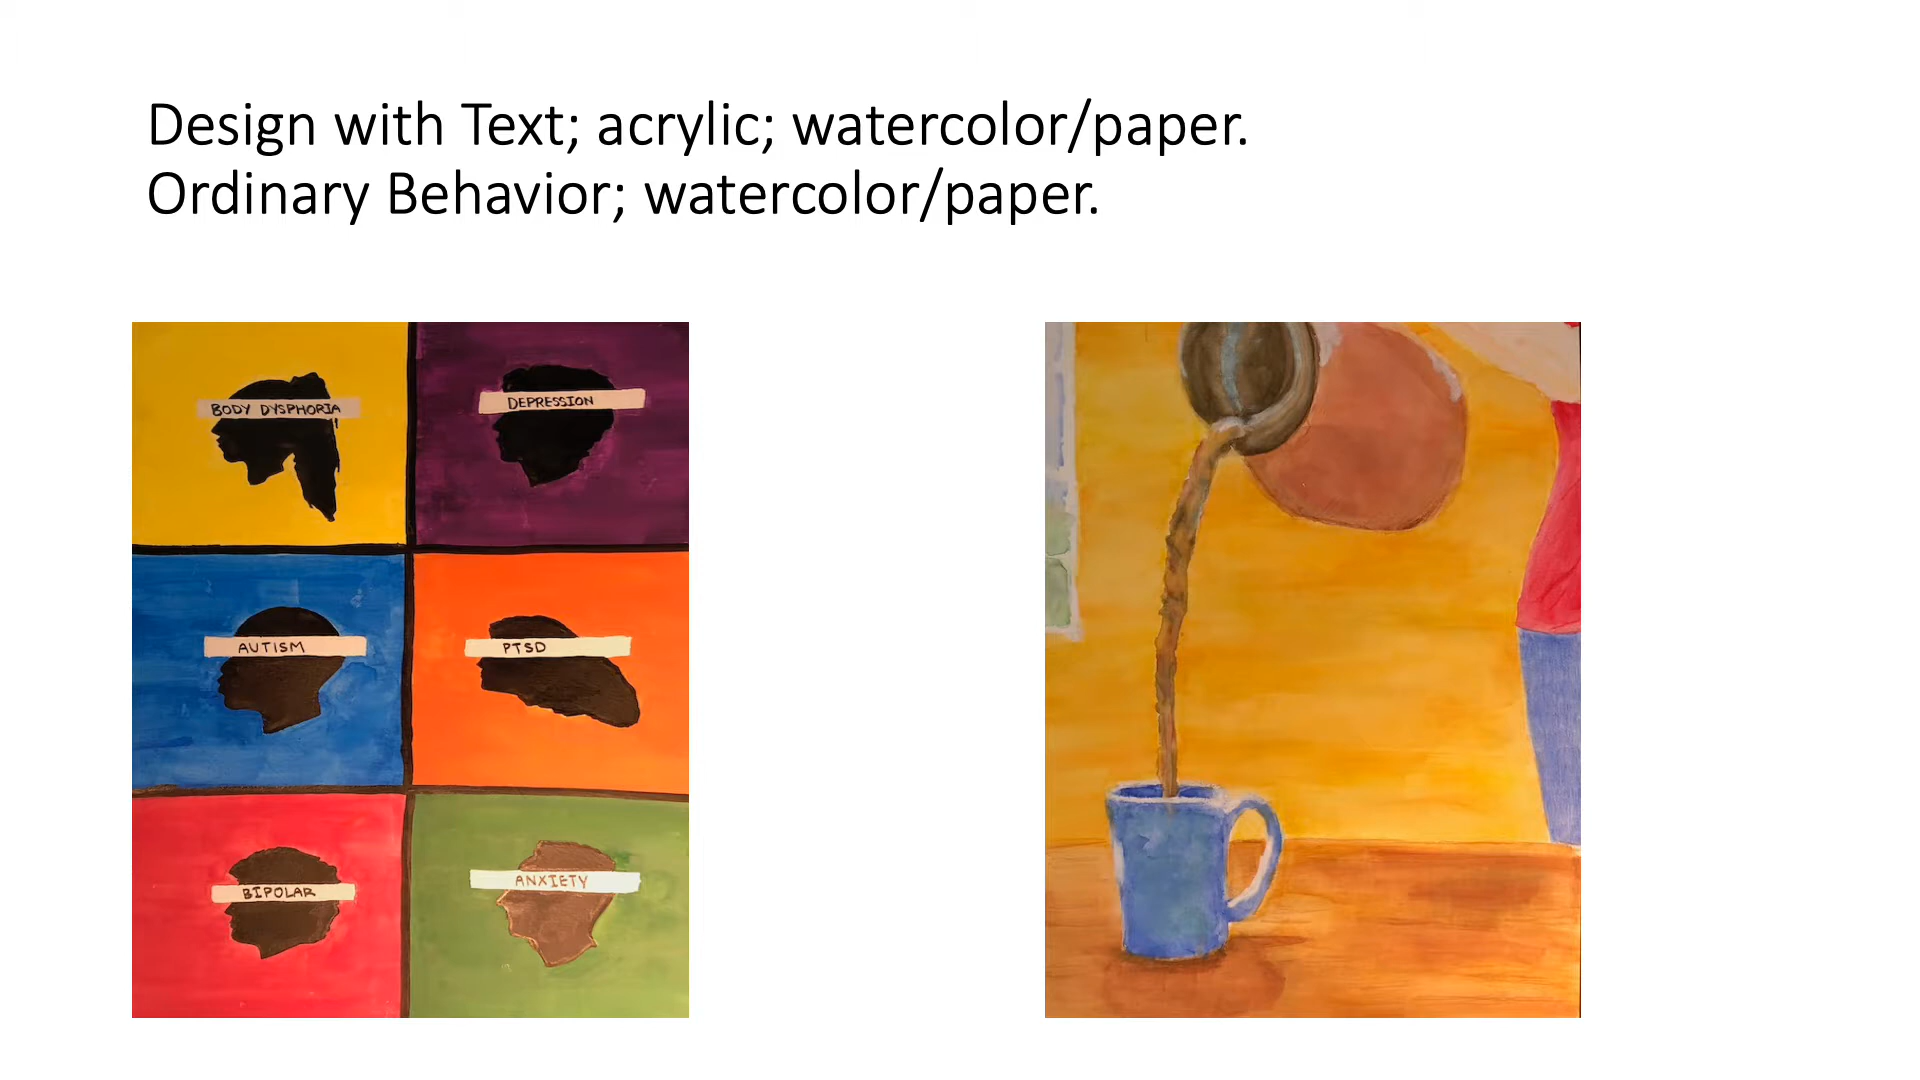 Design with Text; acrylic; watercolor/paper.
Ordinary Behavior; watercolor/paper.
BODY DYSPHORIA
DEPRESSION
AUTISM
PTSD
BIPOLAR
ANXIETY